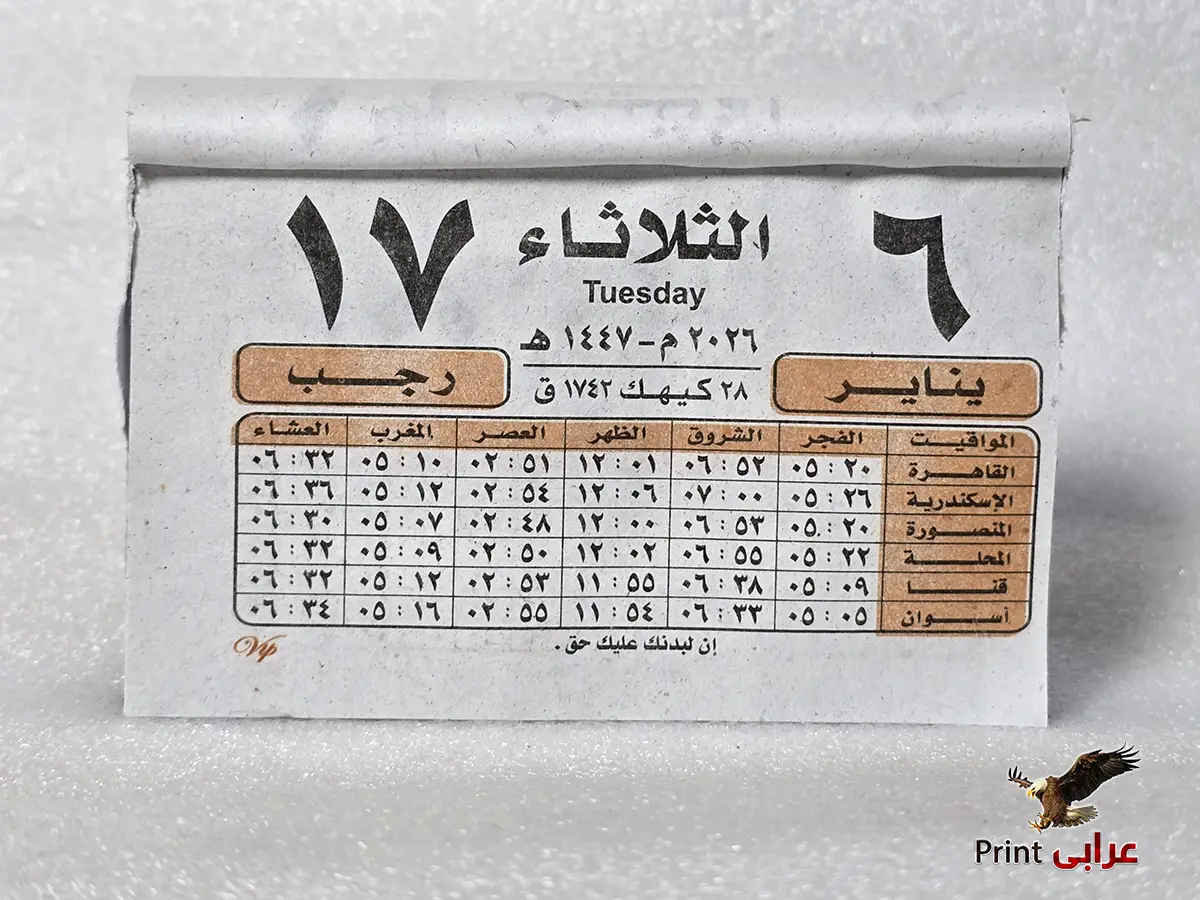 ٦ الثلاثاء ١٧
Tuesday
٢٠٢٦ م - ١٤٤٧ هـ
يناير ٢٨ كيهك ١٧٤٢ ق رجب
المواقيت الفجر الشروق الظهر العصر المغرب العشاء
القاهرة ٠٥ : ٢٠ ٠٦ : ٥٢ ١٢ : ٠١ ٠٢ : ٥١ ٠٥ : ١٠ ٠٦ : ٣٢
الإسكندرية ٠٥ : ٢٦ ٠٧ : ٠٠ ١٢ : ٠٦ ٠٢ : ٥٤ ٠٥ : ١٢ ٠٦ : ٣٦
المنصورة ٠٥ : ٢٠ ٠٦ : ٥٣ ١٢ : ٠٠ ٠٢ : ٤٨ ٠٥ : ٠٧ ٠٦ : ٣٠
المحلة ٠٥ : ٢٢ ٠٦ : ٥٥ ١٢ : ٠٢ ٠٢ : ٥٠ ٠٥ : ٠٩ ٠٦ : ٣٢
قنا ٠٥ : ٠٩ ٠٦ : ٣٨ ١١ : ٥٥ ٠٢ : ٥٣ ٠٥ : ١٢ ٠٦ : ٣٢
أسوان ٠٥ : ٠٥ ٠٦ : ٣٣ ١١ : ٥٤ ٠٢ : ٥٥ ٠٥ : ١٦ ٠٦ : ٣٤
إن لبدنك عليك حق .
Vip
Print عرابى